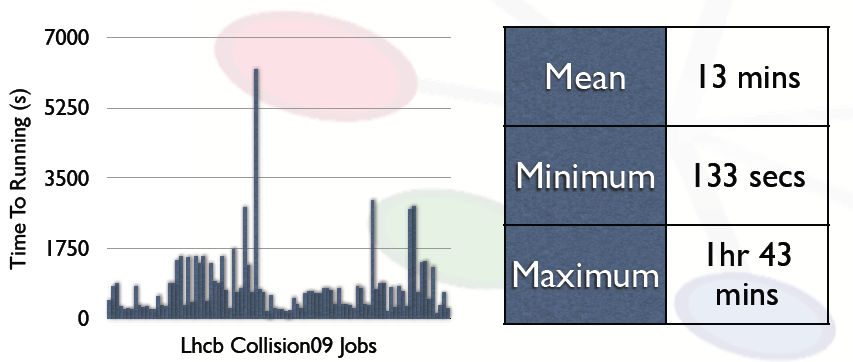 7000
5250
3500
1750
0
Time To Running (s)
Lhcb Collision09 Jobs
Mean
13 mins
Minimum
133 secs
Maximum
1hr 43
mins